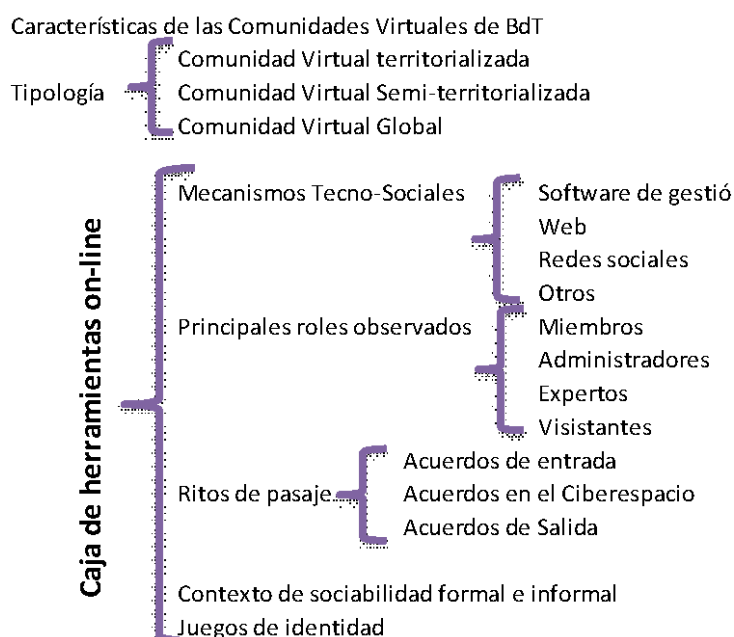 Características de las Comunidades Virtuales de BdT
Tipología
Comunidad Virtual territorializada
Comunidad Virtual Semi-territorializada
Comunidad Virtual Global
Caja de herramientas on-line
Mecanismos Tecno-Sociales
Software de gestió
Web
Redes sociales
Otros
Principales roles observados
Miembros
Administradores
Expertos
Visistantes
Ritos de pasaje
Acuerdos de entrada
Acuerdos en el Ciberespacio
Acuerdos de Salida
Contexto de sociabilidad formal e informal
Juegos de identidad